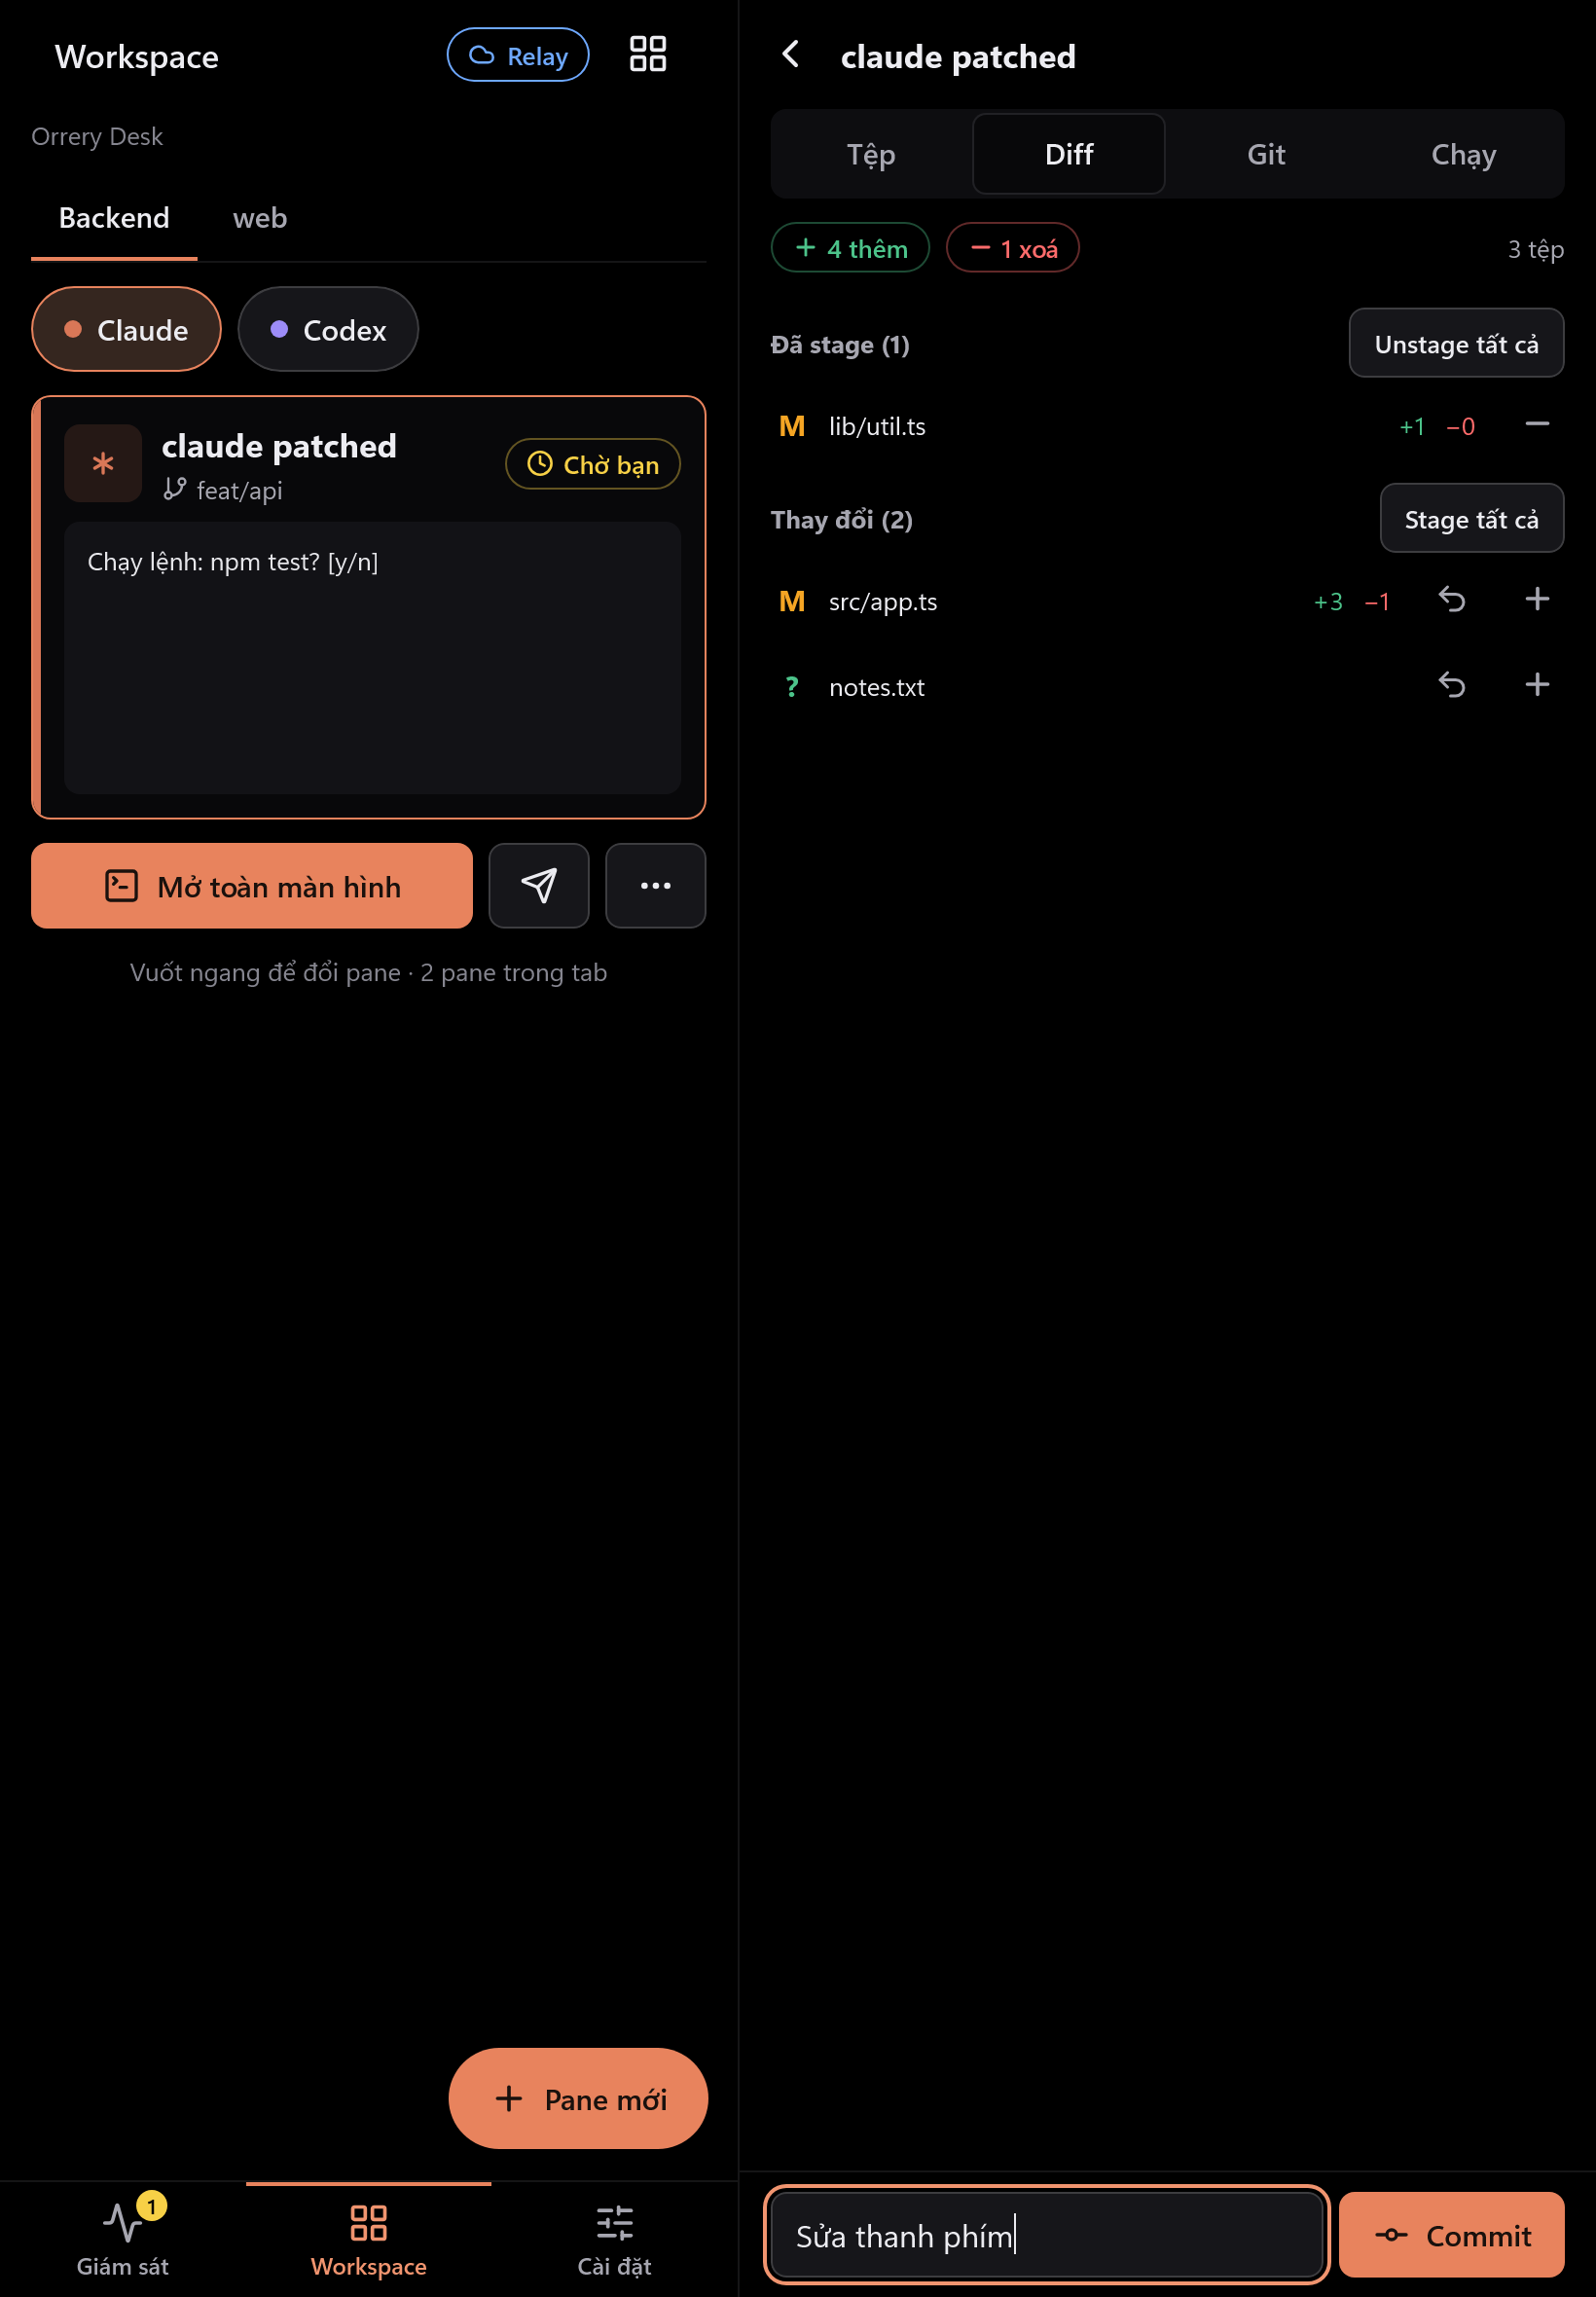 Workspace
Relay
Orrery Desk
Backend
web
Claude
Codex
claude patched
feat/api
Chờ bạn
Chạy lệnh: npm test? [y/n]
Mở toàn màn hình
Vuốt ngang để đổi pane · 2 pane trong tab
Pane mới
1
Giám sát
Workspace
Cài đặt
claude patched
Tệp
Diff
Git
Chạy
+ 4 thêm
− 1 xoá
3 tệp
Đã stage (1)
Unstage tất cả
M lib/util.ts +1 −0
Thay đổi (2)
Stage tất cả
M src/app.ts +3 −1
? notes.txt
Sửa thanh phím
Commit